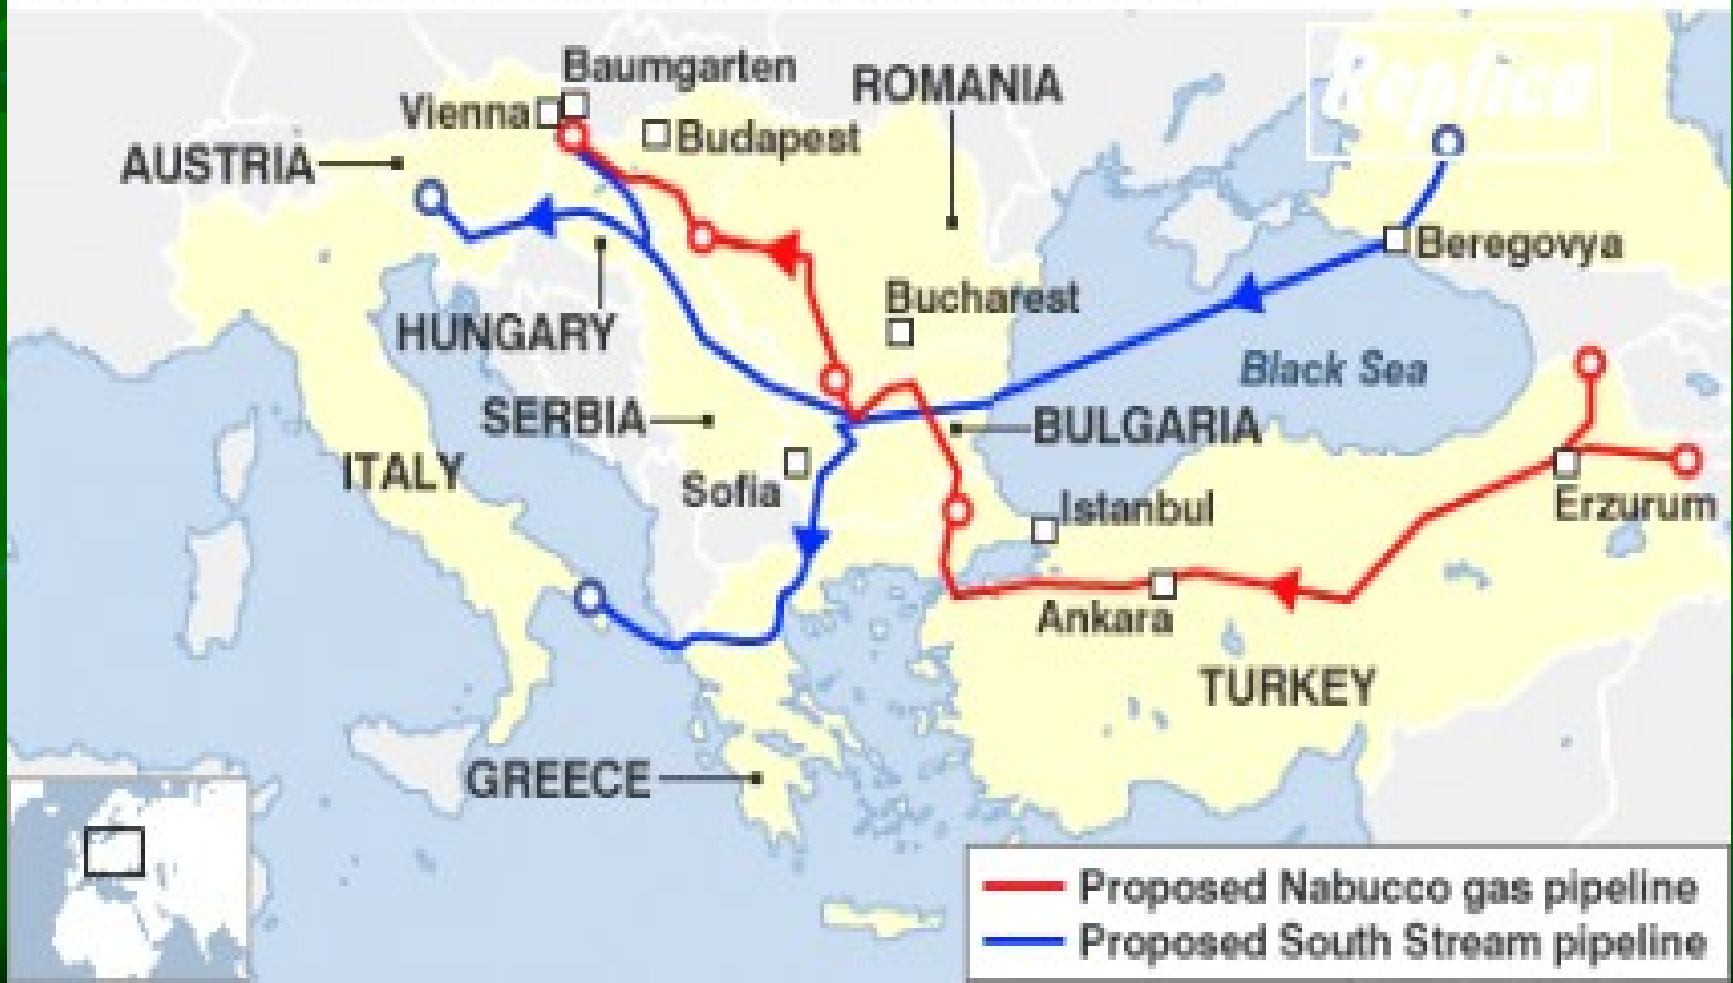 Baumgarten
Vienna
Budapest
ROMANIA
Replica
AUSTRIA
Beregovya
Bucharest
HUNGARY
Black Sea
SERBIA
BULGARIA
ITALY
Sofia
Istanbul
Erzurum
Ankara
TURKEY
GREECE
Proposed Nabucco gas pipeline
Proposed South Stream pipeline